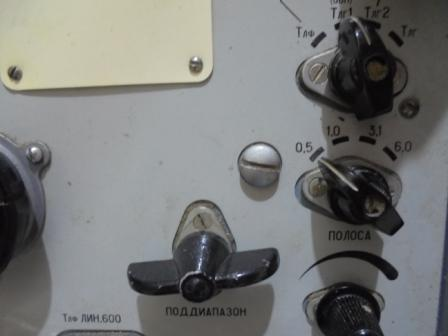 Тлг1 Тлг2
Тлф Тлг
1,0 3,1
0,5 6,0
ПОЛОСА
ПОДДИАПАЗОН
Тлф ЛИН.600